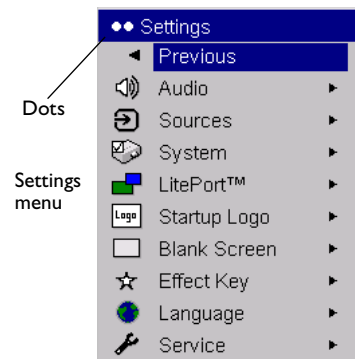 Settings
Previous
Audio
Dots
Sources
System
Settings
menu
LitePort™
Logo
Startup Logo
Blank Screen
Effect Key
Language
Service